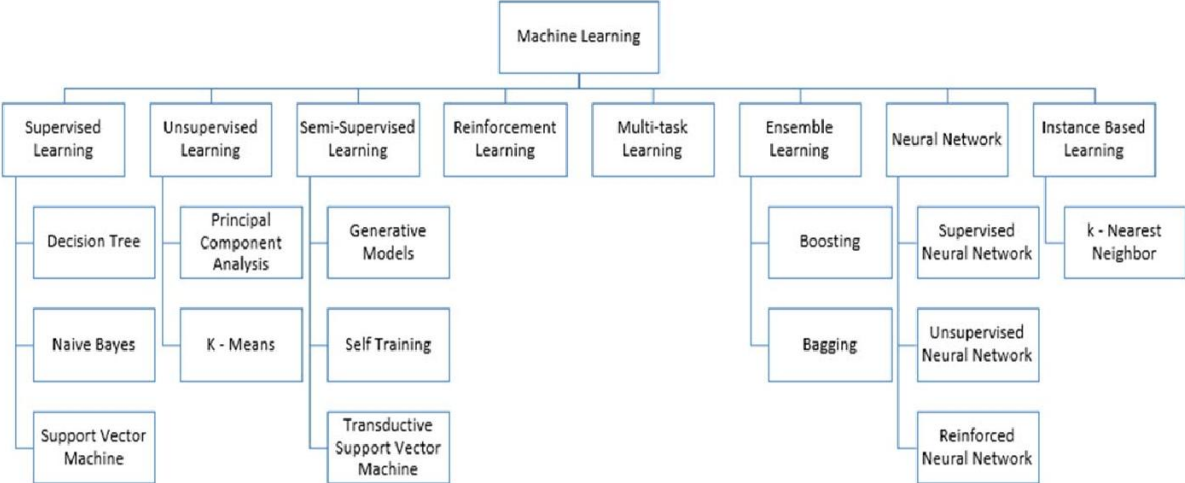 Machine Learning
Supervised
Learning
Unsupervised
Learning
Semi-Supervised
Learning
Reinforcement
Learning
Multi-task
Learning
Ensemble
Learning
Neural Network
Instance Based
Learning
Decision Tree
Principal
Component
Analysis
Generative
Models
Boosting
Supervised
Neural Network
k - Nearest
Neighbor
Naive Bayes
K - Means
Self Training
Bagging
Unsupervised
Neural Network
Support Vector
Machine
Transductive
Support Vector
Machine
Reinforced
Neural Network